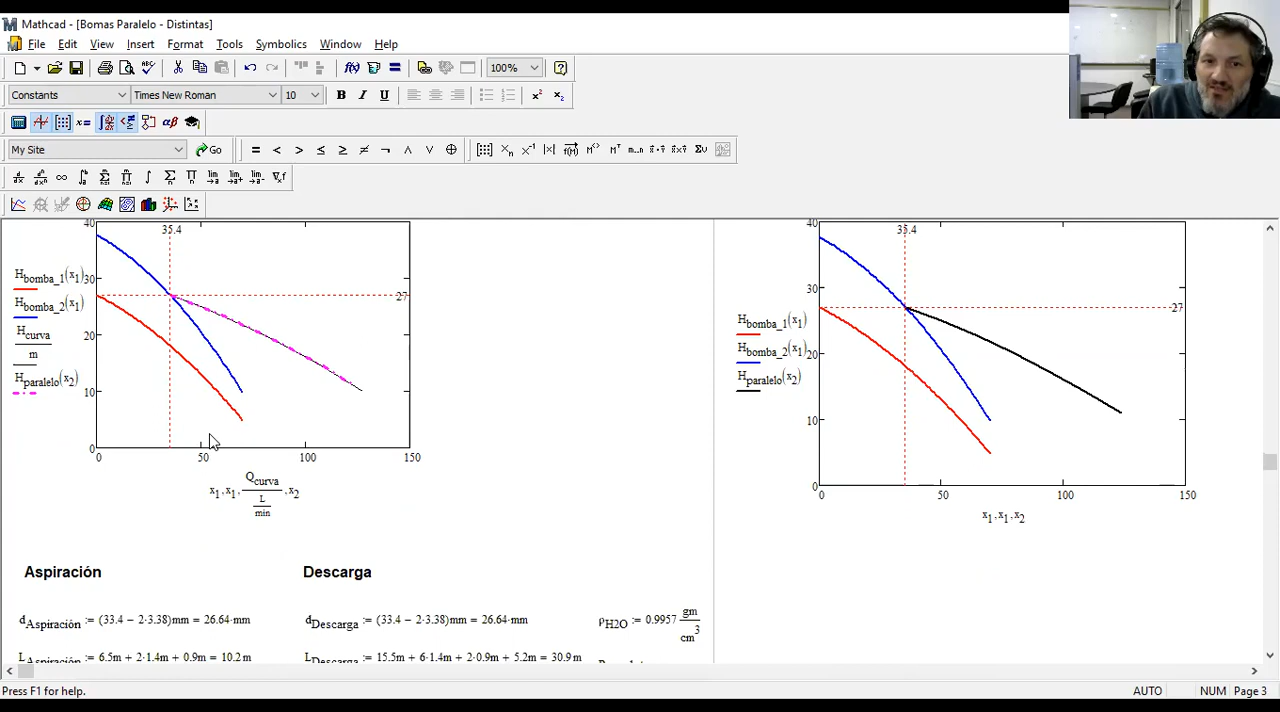 Mathcad - [Bomas Paralelo - Distintas]
File Edit View Insert Format Tools Symbolics Window Help
100%
Constants Times New Roman 10 B I U
My Site Go
40
35.4
30
27
20
10
0
0 50 100 150
Hbomba_1(x1)
Hbomba_2(x1)
Hcurva
m
Hparalelo(x2)
x1,x1, Qcurva ,x2
L
min
40
35.4
30
27
20
10
0
0 50 100 150
Hbomba_1(x1)
Hbomba_2(x1)
Hparalelo(x2)
x1,x1,x2
Aspiración
Descarga
dAspiración := (33.4 − 2·3.38)mm = 26.64·mm
dDescarga := (33.4 − 2·3.38)mm = 26.64·mm
ρH2O := 0.9957 gm
cm3
LAspiración := 6.5m + 2·1.4m + 0.9m = 10.2m
LDescarga := 15.5m + 6·1.4m + 2·0.9m + 5.2m = 30.9m
Press F1 for help.
AUTO NUM Page 3